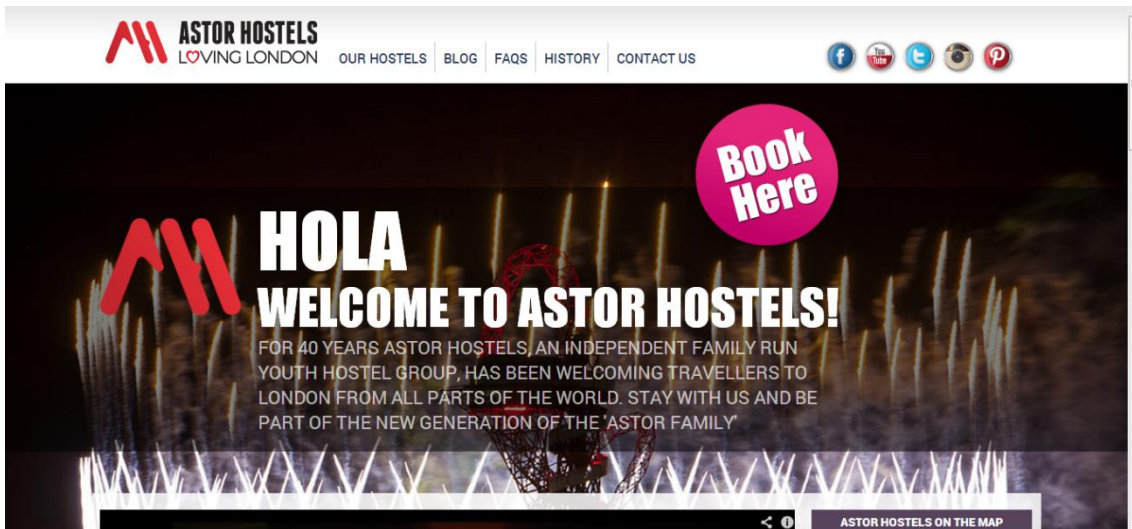 ASTOR HOSTELS
LOVING LONDON
OUR HOSTELS BLOG FAQS HISTORY CONTACT US
You
Tube
Book
Here
HOLA
WELCOME TO ASTOR HOSTELS!
FOR 40 YEARS ASTOR HOSTELS, AN INDEPENDENT FAMILY RUN
YOUTH HOSTEL GROUP, HAS BEEN WELCOMING TRAVELLERS TO
LONDON FROM ALL PARTS OF THE WORLD. STAY WITH US AND BE
PART OF THE NEW GENERATION OF THE 'ASTOR FAMILY'
ASTOR HOSTELS ON THE MAP